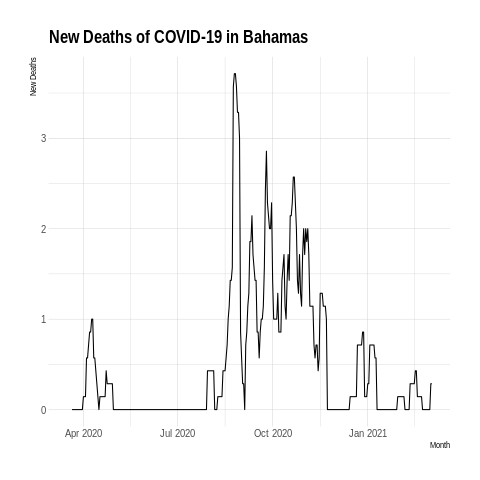 New Deaths of COVID-19 in Bahamas
New Deaths
3
2
1
0
Apr 2020 Jul 2020 Oct 2020 Jan 2021
Month